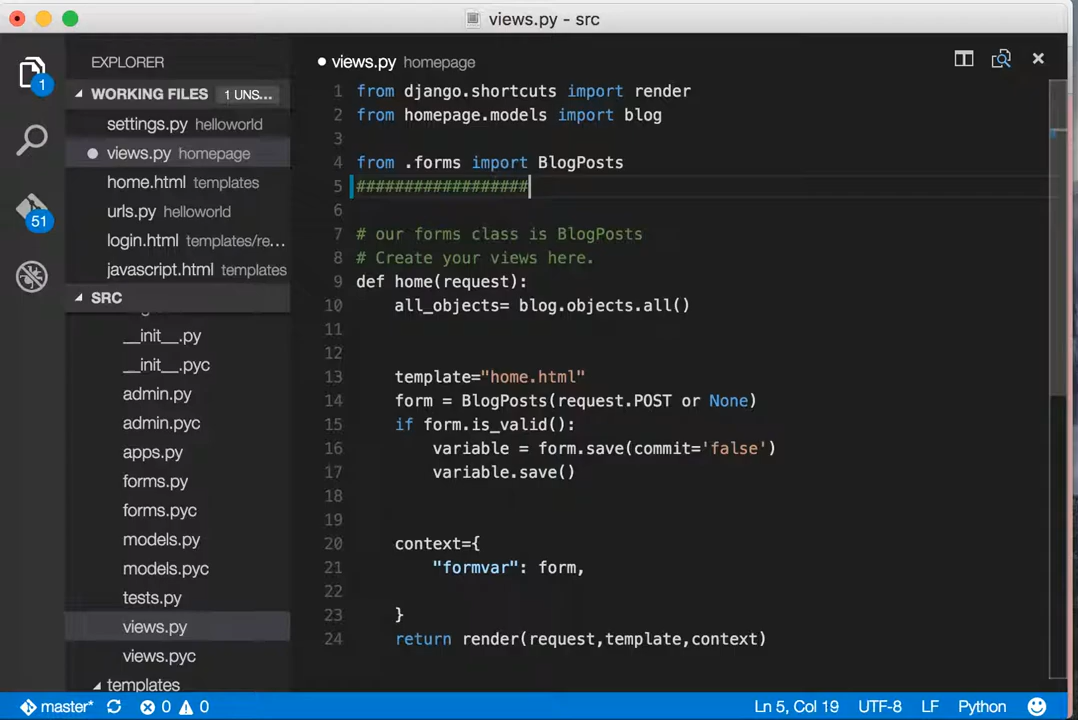 views.py - src
EXPLORER
WORKING FILES 1 UNS...
settings.py helloworld
views.py homepage
home.html templates
urls.py helloworld
login.html templates/re...
javascript.html templates
SRC
__init__.py
__init__.pyc
admin.py
admin.pyc
apps.py
forms.py
forms.pyc
models.py
models.pyc
tests.py
views.py
views.pyc
templates
1
51
views.py homepage
1 from django.shortcuts import render
2 from homepage.models import blog
3
4 from .forms import BlogPosts
5 ##################
6
7 # our forms class is BlogPosts
8 # Create your views here.
9 def home(request):
10 all_objects= blog.objects.all()
11
12
13 template="home.html"
14 form = BlogPosts(request.POST or None)
15 if form.is_valid():
16 variable = form.save(commit='false')
17 variable.save()
18
19
20 context={
21 "formvar": form,
22
23 }
24 return render(request,template,context)
master* 0 0 Ln 5, Col 19 UTF-8 LF Python